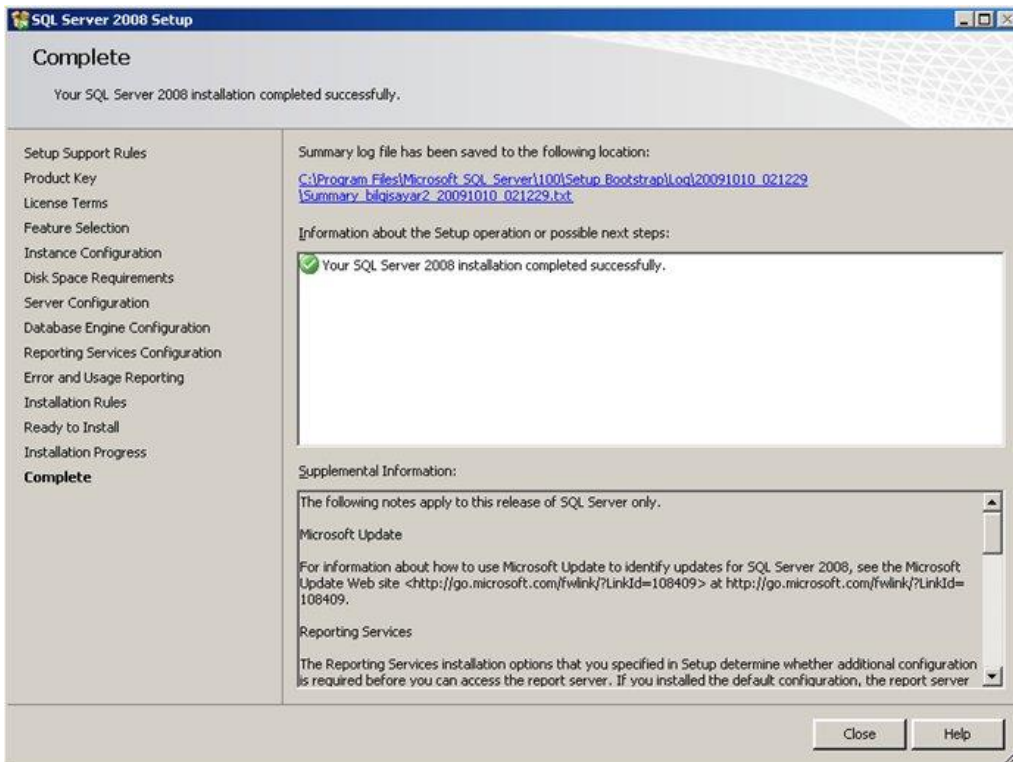 SQL Server 2008 Setup
Complete
Your SQL Server 2008 installation completed successfully.
Setup Support Rules
Product Key
License Terms
Feature Selection
Instance Configuration
Disk Space Requirements
Server Configuration
Database Engine Configuration
Reporting Services Configuration
Error and Usage Reporting
Installation Rules
Ready to Install
Installation Progress
Complete
Summary log file has been saved to the following location:
C:\Program Files\Microsoft SQL Server\100\Setup Bootstrap\Log\20091010_021229
\Summary_bilgisayar2_20091010_021229.txt
Information about the Setup operation or possible next steps:
Your SQL Server 2008 installation completed successfully.
Supplemental Information:
The following notes apply to this release of SQL Server only.
Microsoft Update
For information about how to use Microsoft Update to identify updates for SQL Server 2008, see the Microsoft
Update Web site <http://go.microsoft.com/fwlink/?LinkId=108409> at http://go.microsoft.com/fwlink/?LinkId=
108409.
Reporting Services
The Reporting Services installation options that you specified in Setup determine whether additional configuration
is required before you can access the report server. If you installed the default configuration, the report server
Close
Help